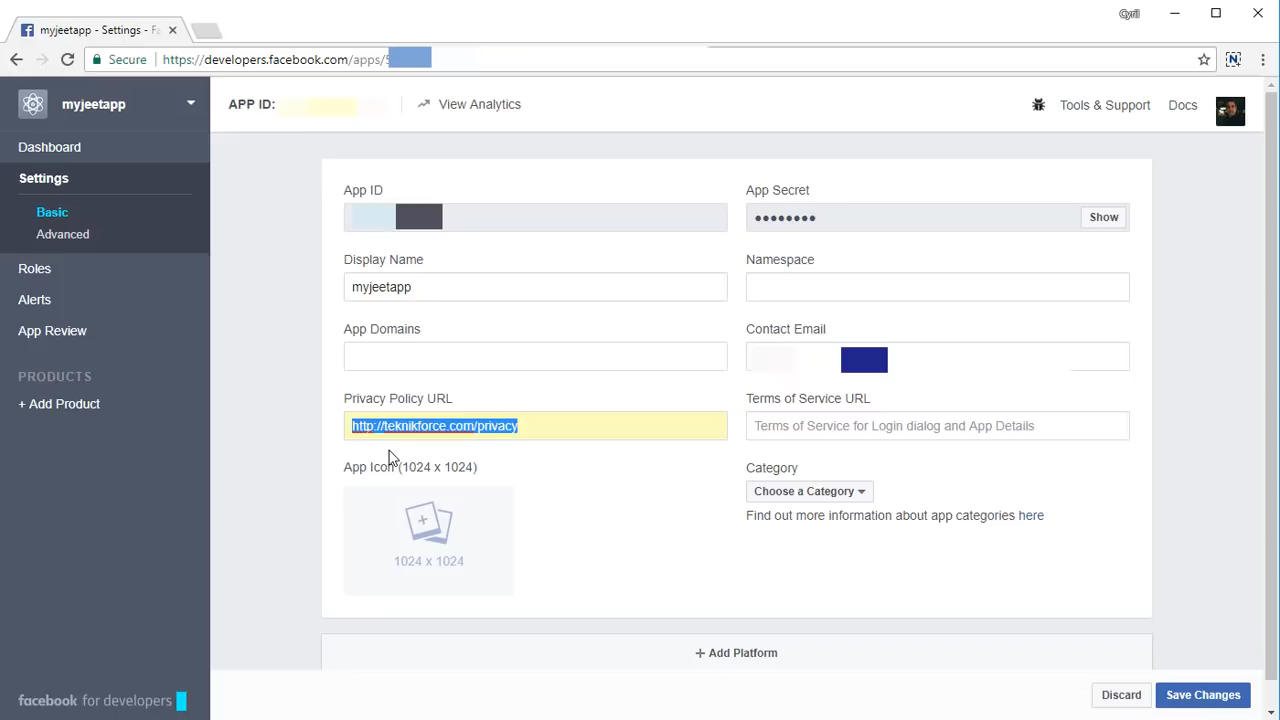 Cyril
myjeetapp - Settings - Fa
Secure https://developers.facebook.com/apps/5
myjeetapp
APP ID: View Analytics Tools & Support Docs
Dashboard
Settings
Basic
Advanced
Roles
Alerts
App Review
PRODUCTS
+ Add Product
facebook for developers
App ID
App Secret
•••••••• Show
Display Name
myjeetapp
Namespace
App Domains
Contact Email
Privacy Policy URL
http://teknikforce.com/privacy
Terms of Service URL
Terms of Service for Login dialog and App Details
App Icon (1024 x 1024)
1024 x 1024
Category
Choose a Category
Find out more information about app categories here
+ Add Platform
Discard Save Changes